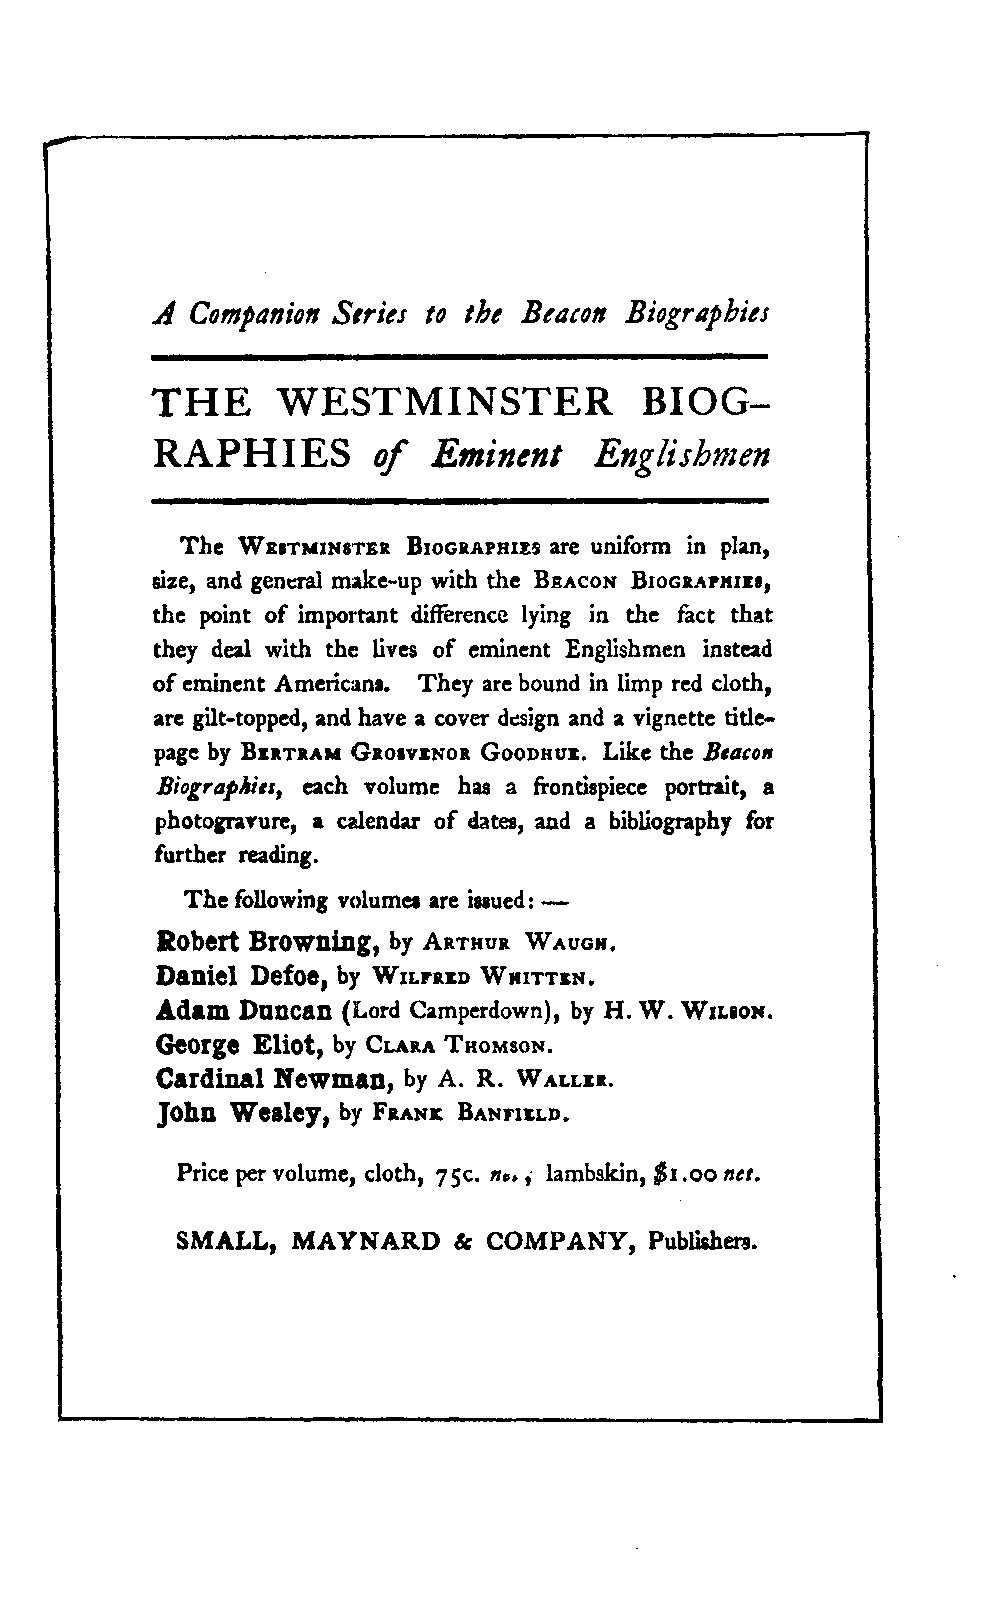 A Companion Series to the Beacon Biographies
THE WESTMINSTER BIOG-
RAPHIES of Eminent Englishmen
The WESTMINSTER BIOGRAPHIES are uniform in plan,
size, and general make-up with the BEACON BIOGRAPHIES,
the point of important difference lying in the fact that
they deal with the lives of eminent Englishmen instead
of eminent Americans. They are bound in limp red cloth,
are gilt-topped, and have a cover design and a vignette title-
page by BERTRAM GROSVENOR GOODHUE. Like the Beacon
Biographies, each volume has a frontispiece portrait, a
photogravure, a calendar of dates, and a bibliography for
further reading.
The following volumes are issued: —
Robert Browning, by ARTHUR WAUGH.
Daniel Defoe, by WILFRED WHITTEN.
Adam Duncan (Lord Camperdown), by H. W. WILSON.
George Eliot, by CLARA THOMSON.
Cardinal Newman, by A. R. WALLER.
John Wesley, by FRANK BANFIELD.
Price per volume, cloth, 75c. net; lambskin, $1.00 net.
SMALL, MAYNARD & COMPANY, Publishers.